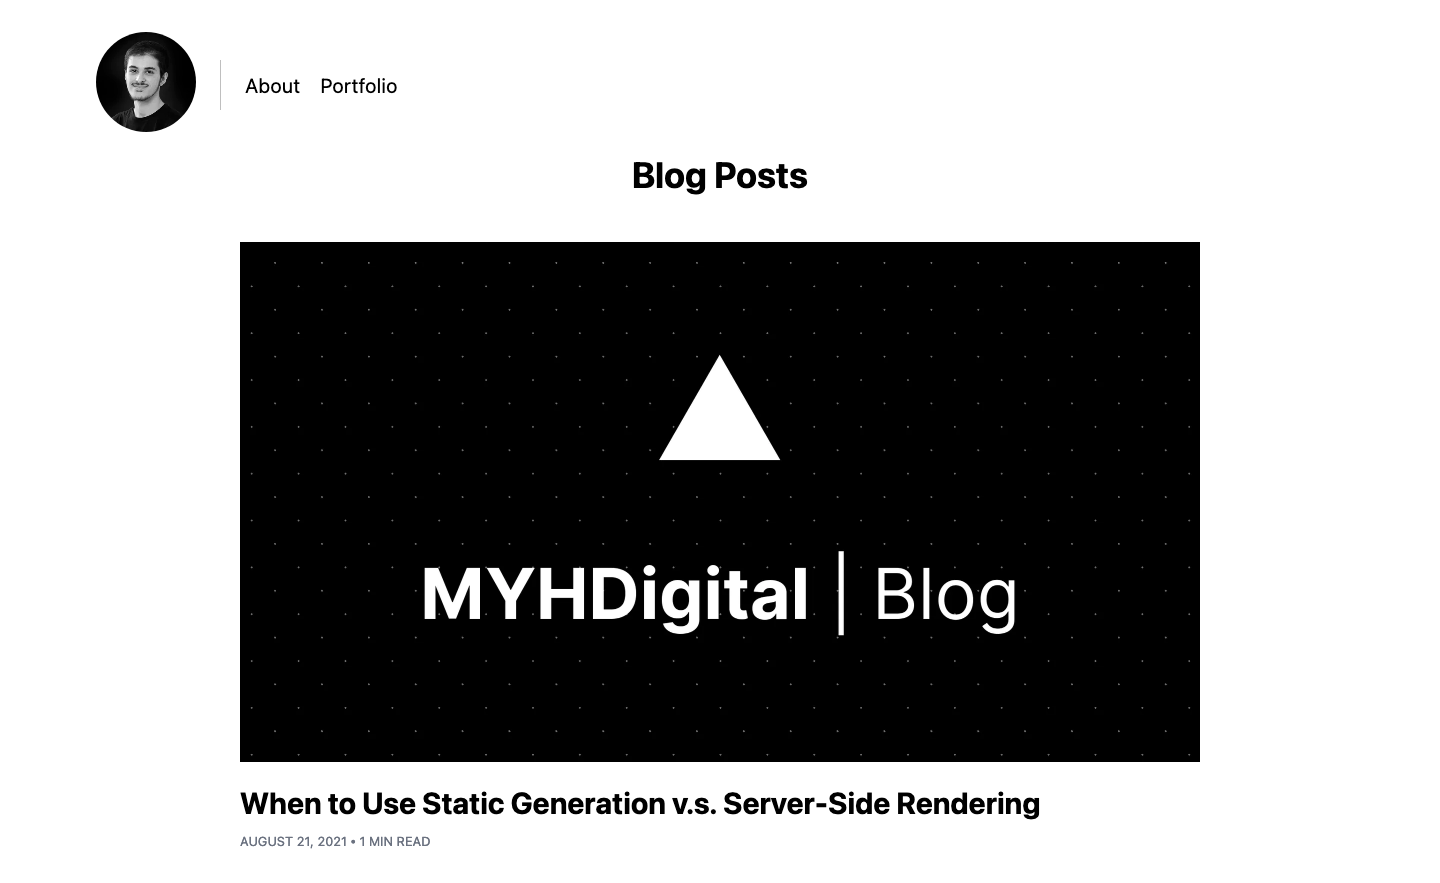 About Portfolio
Blog Posts
MYHDigital | Blog
When to Use Static Generation v.s. Server-Side Rendering
AUGUST 21, 2021 • 1 MIN READ